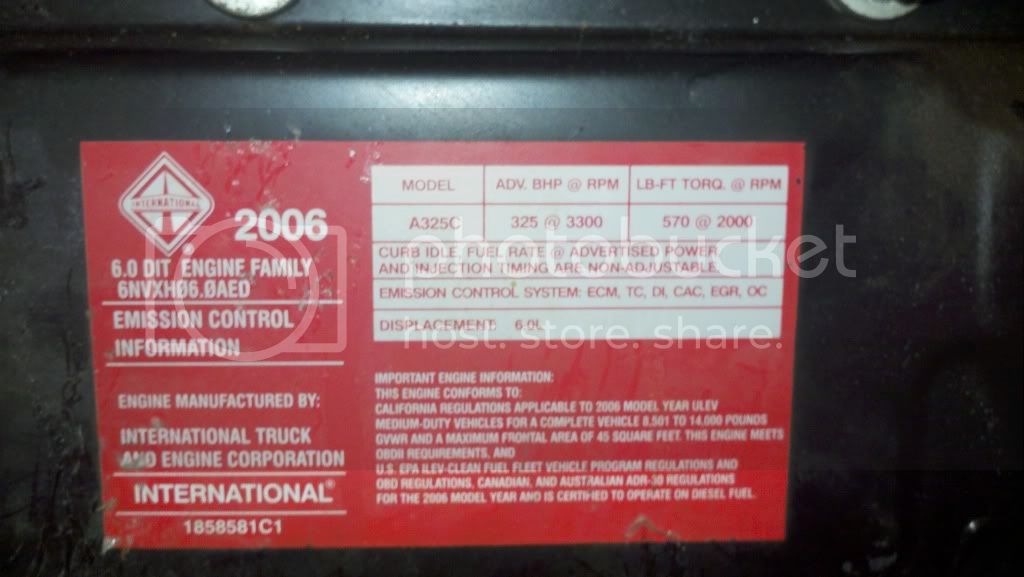 INTERNATIONAL
2006
6.0 DIT ENGINE FAMILY
6NVXH06.0AED
EMISSION CONTROL
INFORMATION
ENGINE MANUFACTURED BY:
INTERNATIONAL TRUCK
AND ENGINE CORPORATION
INTERNATIONAL®
1858581C1
MODEL ADV. BHP @ RPM LB-FT TORQ. @ RPM
A325C 325 @ 3300 570 @ 2000
CURB IDLE, FUEL RATE @ ADVERTISED POWER
AND INJECTION TIMING ARE NON-ADJUSTABLE.
EMISSION CONTROL SYSTEM: ECM, TC, DI, CAC, EGR, OC
DISPLACEMENT: 6.0L
IMPORTANT ENGINE INFORMATION:
THIS ENGINE CONFORMS TO:
CALIFORNIA REGULATIONS APPLICABLE TO 2006 MODEL YEAR ULEV
MEDIUM-DUTY VEHICLES FOR A COMPLETE VEHICLE 8,501 TO 14,000 POUNDS
GVWR AND A MAXIMUM FRONTAL AREA OF 45 SQUARE FEET. THIS ENGINE MEETS
OBDII REQUIREMENTS, AND
U.S. EPA ILEV-CLEAN FUEL FLEET VEHICLE PROGRAM REGULATIONS AND
OBD REGULATIONS, CANADIAN, AND AUSTRALIAN ADR-30 REGULATIONS
FOR THE 2006 MODEL YEAR AND IS CERTIFIED TO OPERATE ON DIESEL FUEL.
photobucket
host. store. share.